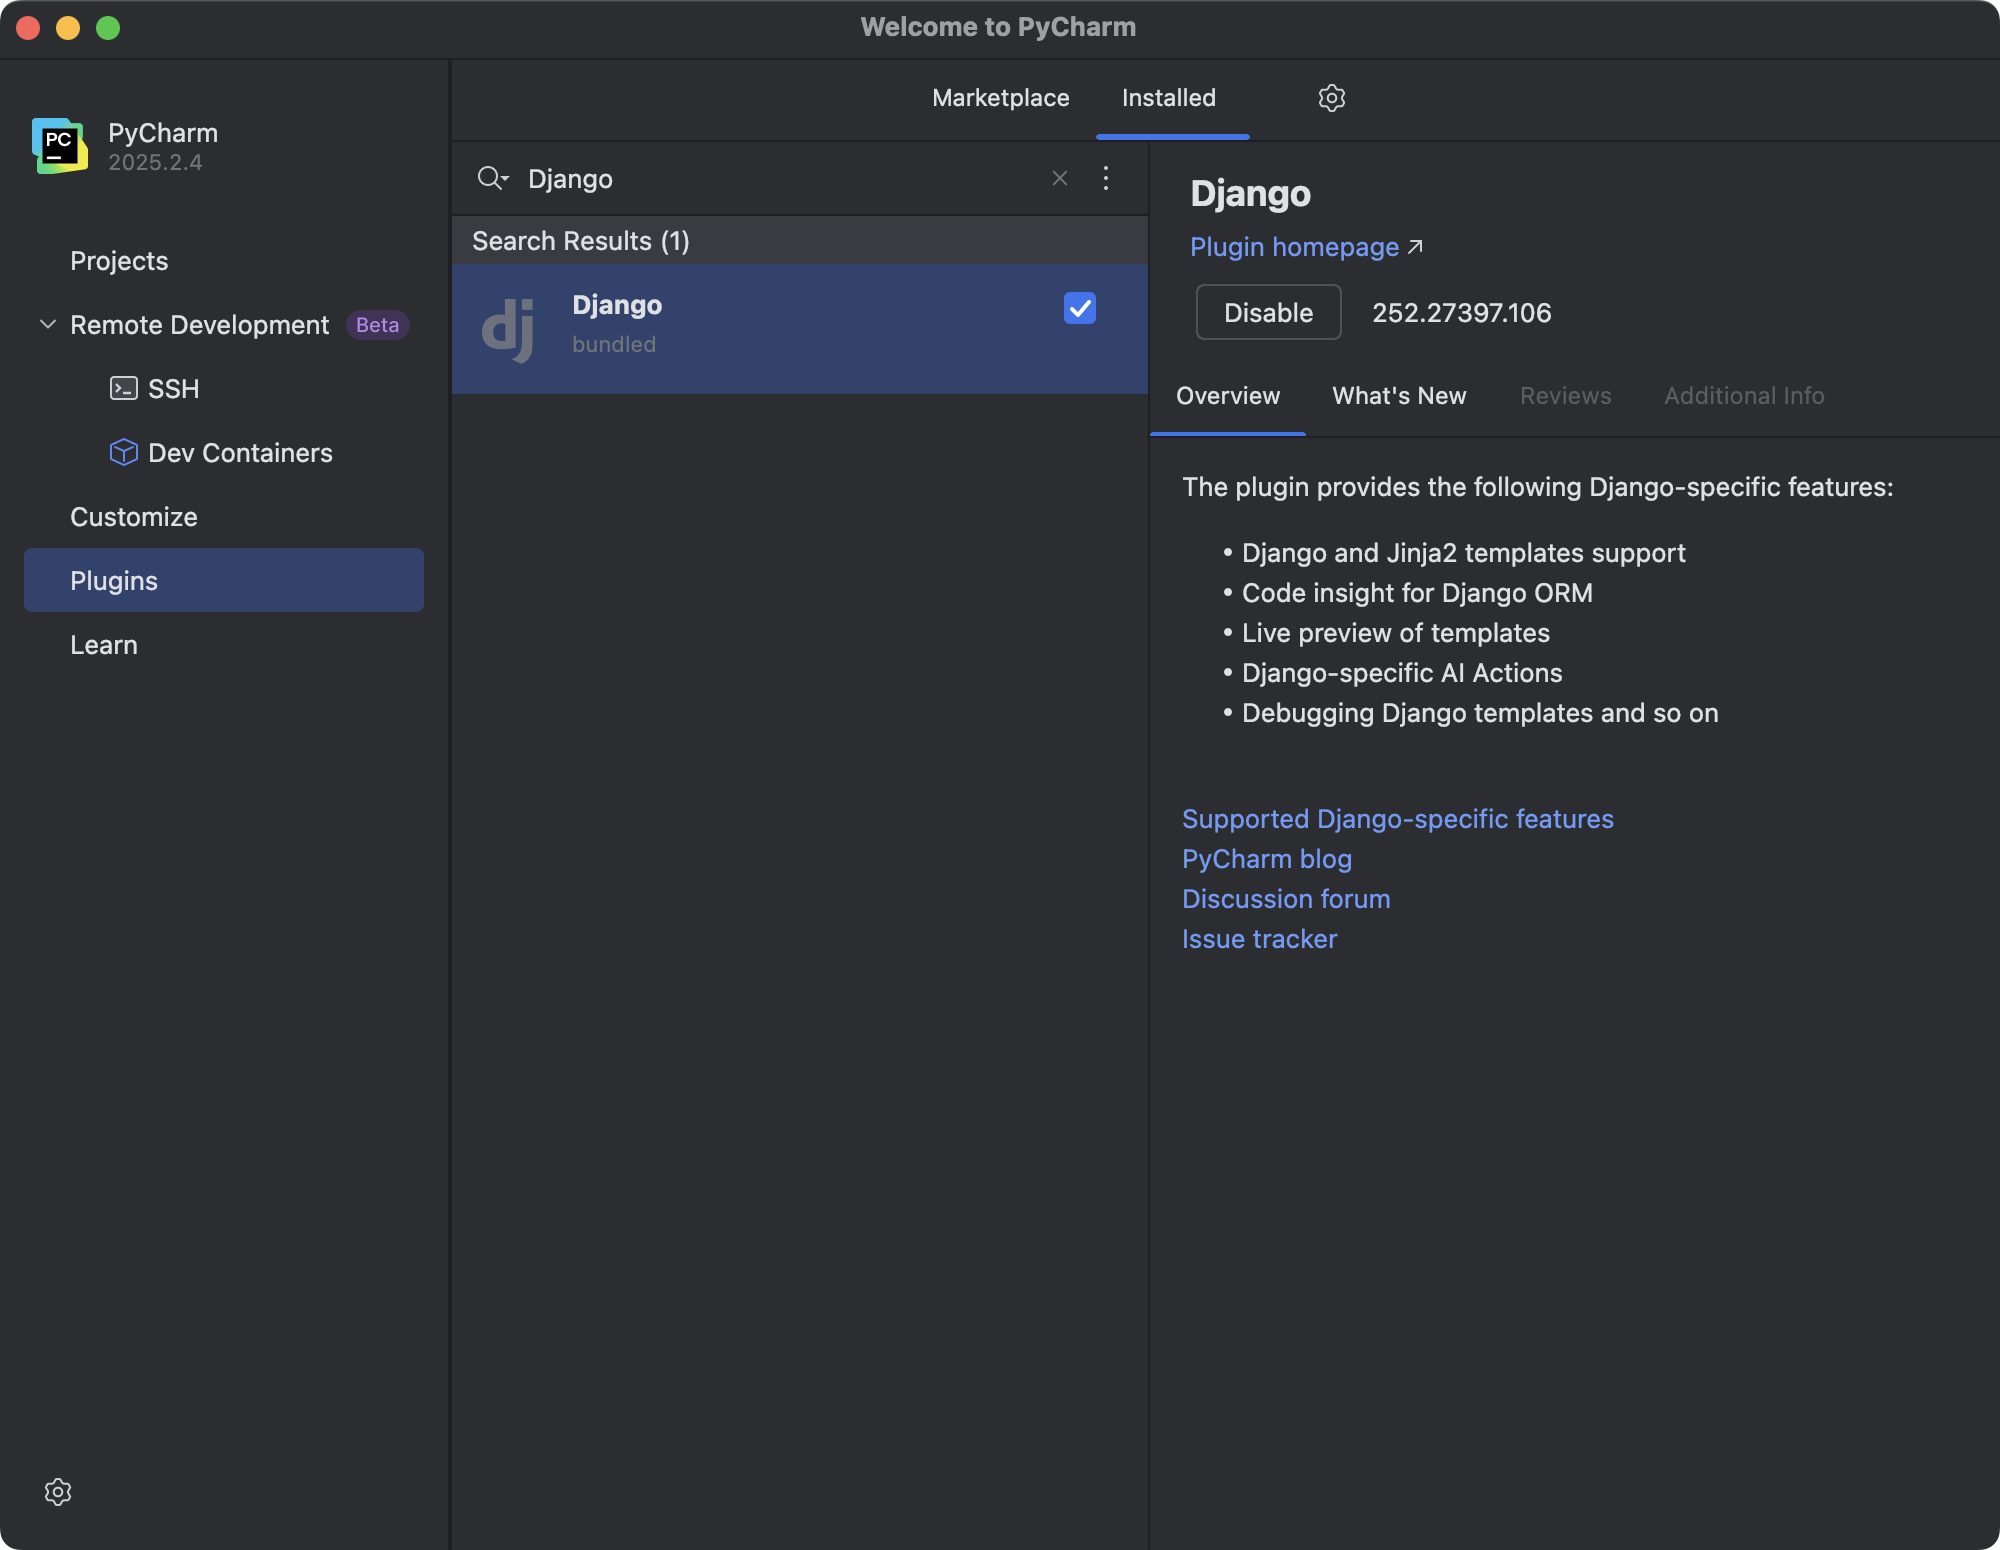 Welcome to PyCharm
PC
PyCharm
2025.2.4
Projects
Remote Development Beta
SSH
Dev Containers
Customize
Plugins
Learn
Marketplace Installed
Django
Search Results (1)
dj
Django
bundled
Django
Plugin homepage
Disable 252.27397.106
Overview What's New Reviews Additional Info
The plugin provides the following Django-specific features:
• Django and Jinja2 templates support
• Code insight for Django ORM
• Live preview of templates
• Django-specific AI Actions
• Debugging Django templates and so on
Supported Django-specific features
PyCharm blog
Discussion forum
Issue tracker